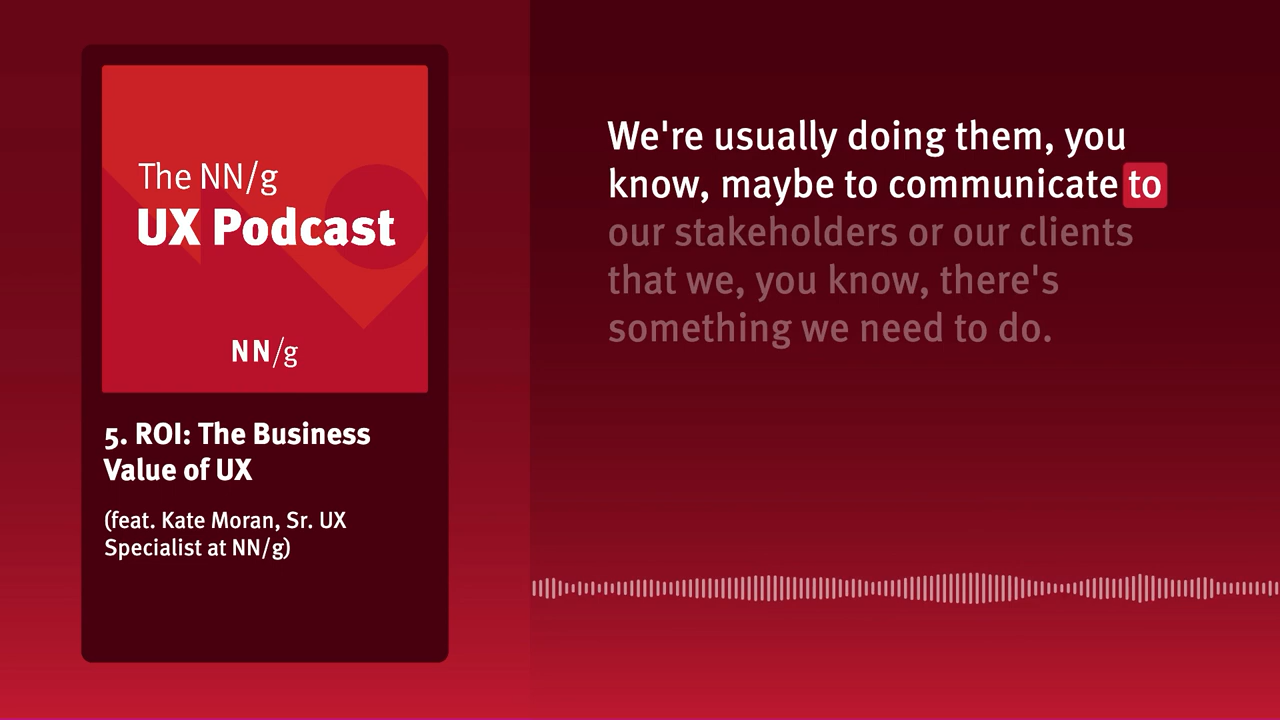 The NN/g
UX Podcast
NN/g
5. ROI: The Business
Value of UX
(feat. Kate Moran, Sr. UX
Specialist at NN/g)
We're usually doing them, you
know, maybe to communicate to
our stakeholders or our clients
that we, you know, there's
something we need to do.